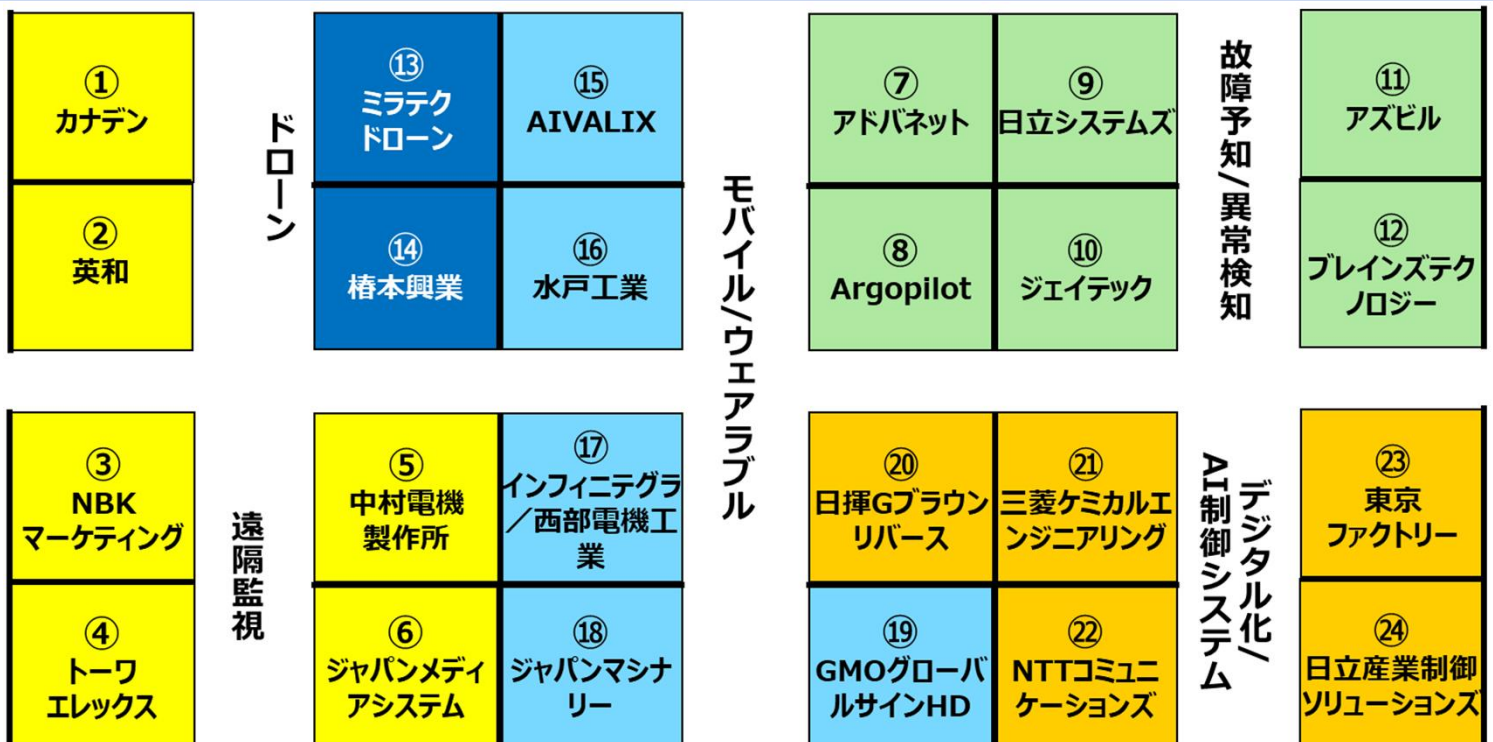 ①
カナデン
②
英和
ドローン
⑬
ミラテク
ドローン
⑮
AIVALIX
⑭
椿本興業
⑯
水戸工業
モバイル/ウェアラブル
⑦
アドバネット
⑨
日立システムズ
⑧
Argopilot
⑩
ジェイテック
故障予知/異常検知
⑪
アズビル
⑫
ブレインズテク
ノロジー
③
NBK
マーケティング
④
トーワ
エレックス
遠隔監視
⑤
中村電機
製作所
⑰
インフィニテグラ
／西部電機工
業
⑥
ジャパンメディ
アシステム
⑱
ジャパンマシナ
リー
⑳
日揮Gブラウン
リバース
㉑
三菱ケミカルエ
ンジニアリング
⑲
GMOグローバ
ルサインHD
㉒
NTTコミュニ
ケーションズ
デジタル化/
AI制御システム
㉓
東京
ファクトリー
㉔
日立産業制御
ソリューションズ